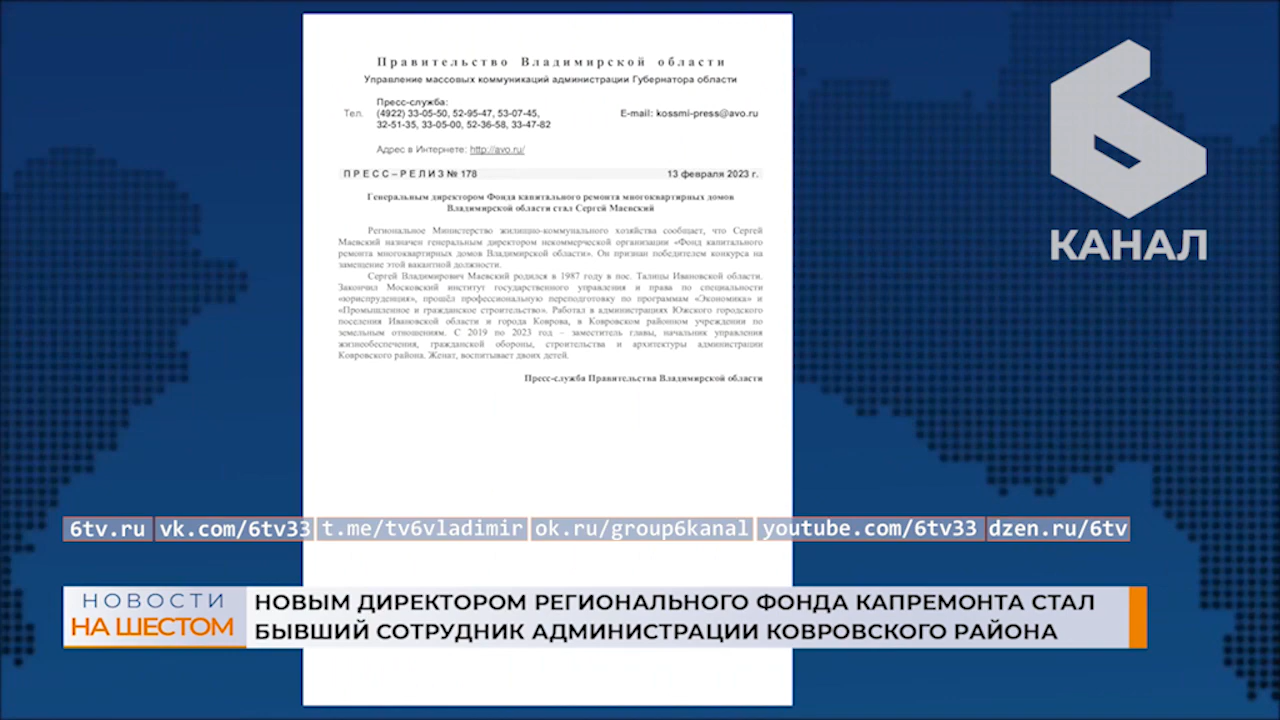 Правительство Владимирской области
Управление массовых коммуникаций администрации Губернатора области
Пресс-служба:
Тел. (4922) 33-05-50, 52-95-47, 53-07-45,
32-51-35, 33-05-00, 52-36-58, 33-47-82
E-mail: kossmi-press@avo.ru
Адрес в Интернете: http://avo.ru/
ПРЕСС–РЕЛИЗ № 178 13 февраля 2023 г.
Генеральным директором Фонда капитального ремонта многоквартирных домов
Владимирской области стал Сергей Маевский
Региональное Министерство жилищно-коммунального хозяйства сообщает, что Сергей
Маевский назначен генеральным директором некоммерческой организации «Фонд капитального
ремонта многоквартирных домов Владимирской области». Он признан победителем конкурса на
замещение этой вакантной должности.
Сергей Владимирович Маевский родился в 1987 году в пос. Талицы Ивановской области.
Закончил Московский институт государственного управления и права по специальности
«юриспруденция», прошёл профессиональную переподготовку по программам «Экономика» и
«Промышленное и гражданское строительство». Работал в администрациях Южского городского
поселения Ивановской области и города Коврова, в Ковровском районном учреждении по
земельным отношениям. С 2019 по 2023 год – заместитель главы, начальник управления
жизнеобеспечения, гражданской обороны, строительства и архитектуры администрации
Ковровского района. Женат, воспитывает двоих детей.
Пресс-служба Правительства Владимирской области
6 КАНАЛ
6tv.ru vk.com/6tv33 t.me/tv6vladimir ok.ru/group6kanal youtube.com/6tv33 dzen.ru/6tv
НОВОСТИ
НА ШЕСТОМ
НОВЫМ ДИРЕКТОРОМ РЕГИОНАЛЬНОГО ФОНДА КАПРЕМОНТА СТАЛ
БЫВШИЙ СОТРУДНИК АДМИНИСТРАЦИИ КОВРОВСКОГО РАЙОНА